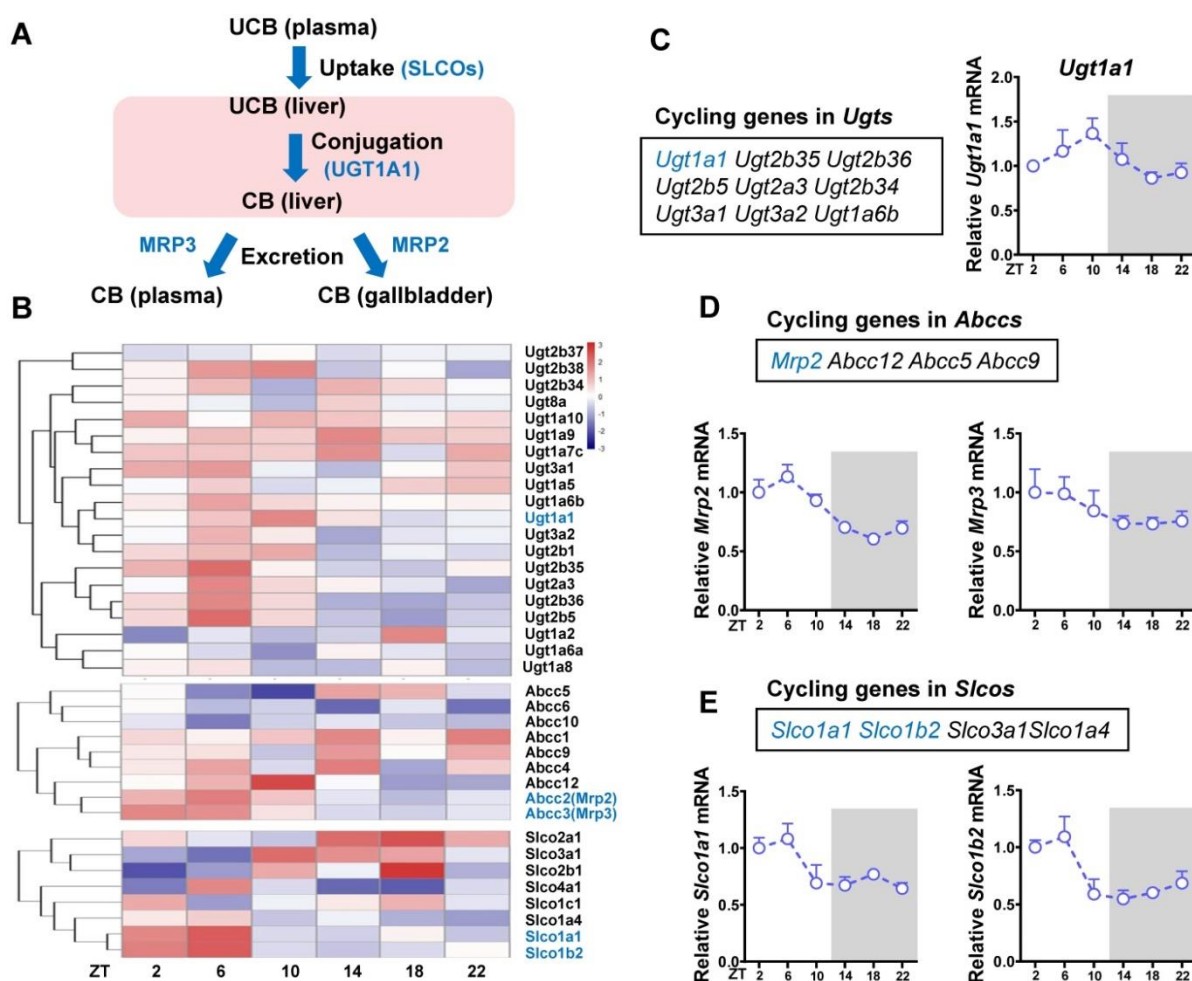 A
UCB (plasma)
Uptake (SLCOs)
UCB (liver)
Conjugation
(UGT1A1)
CB (liver)
MRP3
Excretion
MRP2
CB (plasma)
CB (gallbladder)
B
3
2
1
0
-1
-2
-3
Ugt2b37
Ugt2b38
Ugt2b34
Ugt8a
Ugt1a10
Ugt1a9
Ugt1a7c
Ugt3a1
Ugt1a5
Ugt1a6b
Ugt1a1
Ugt3a2
Ugt2b1
Ugt2b35
Ugt2a3
Ugt2b36
Ugt2b5
Ugt1a2
Ugt1a6a
Ugt1a8
Abcc5
Abcc6
Abcc10
Abcc1
Abcc9
Abcc4
Abcc12
Abcc2(Mrp2)
Abcc3(Mrp3)
Slco2a1
Slco3a1
Slco2b1
Slco4a1
Slco1c1
Slco1a4
Slco1a1
Slco1b2
ZT 2 6 10 14 18 22
C
Cycling genes in Ugts
Ugt1a1 Ugt2b35 Ugt2b36
Ugt2b5 Ugt2a3 Ugt2b34
Ugt3a1 Ugt3a2 Ugt1a6b
Ugt1a1
Relative Ugt1a1 mRNA
2.0
1.5
1.0
0.5
0.0
ZT 2 6 10 14 18 22
D
Cycling genes in Abccs
Mrp2 Abcc12 Abcc5 Abcc9
Relative Mrp2 mRNA
1.5
1.0
0.5
0.0
ZT 2 6 10 14 18 22
Relative Mrp3 mRNA
1.5
1.0
0.5
0.0
2 6 10 14 18 22
E
Cycling genes in Slcos
Slco1a1 Slco1b2 Slco3a1Slco1a4
Relative Slco1a1 mRNA
1.5
1.0
0.5
0.0
ZT 2 6 10 14 18 22
Relative Slco1b2 mRNA
1.5
1.0
0.5
0.0
2 6 10 14 18 22